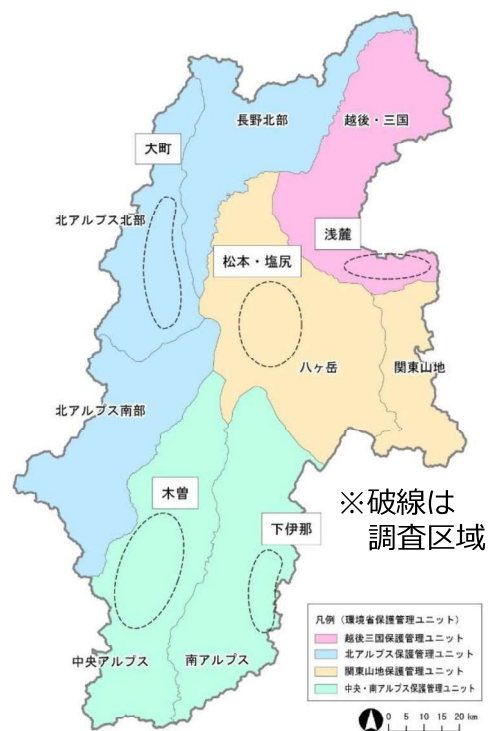 長野北部
越後・三国
大町
北アルプス北部
浅麓
松本・塩尻
八ヶ岳
関東山地
北アルプス南部
木曽
※破線は
調査区域
下伊那
中央アルプス
南アルプス
凡例(環境省保護管理ユニット)
越後三国保護管理ユニット
北アルプス保護管理ユニット
関東山地保護管理ユニット
中央・南アルプス保護管理ユニット
0 5 10 15 20 km